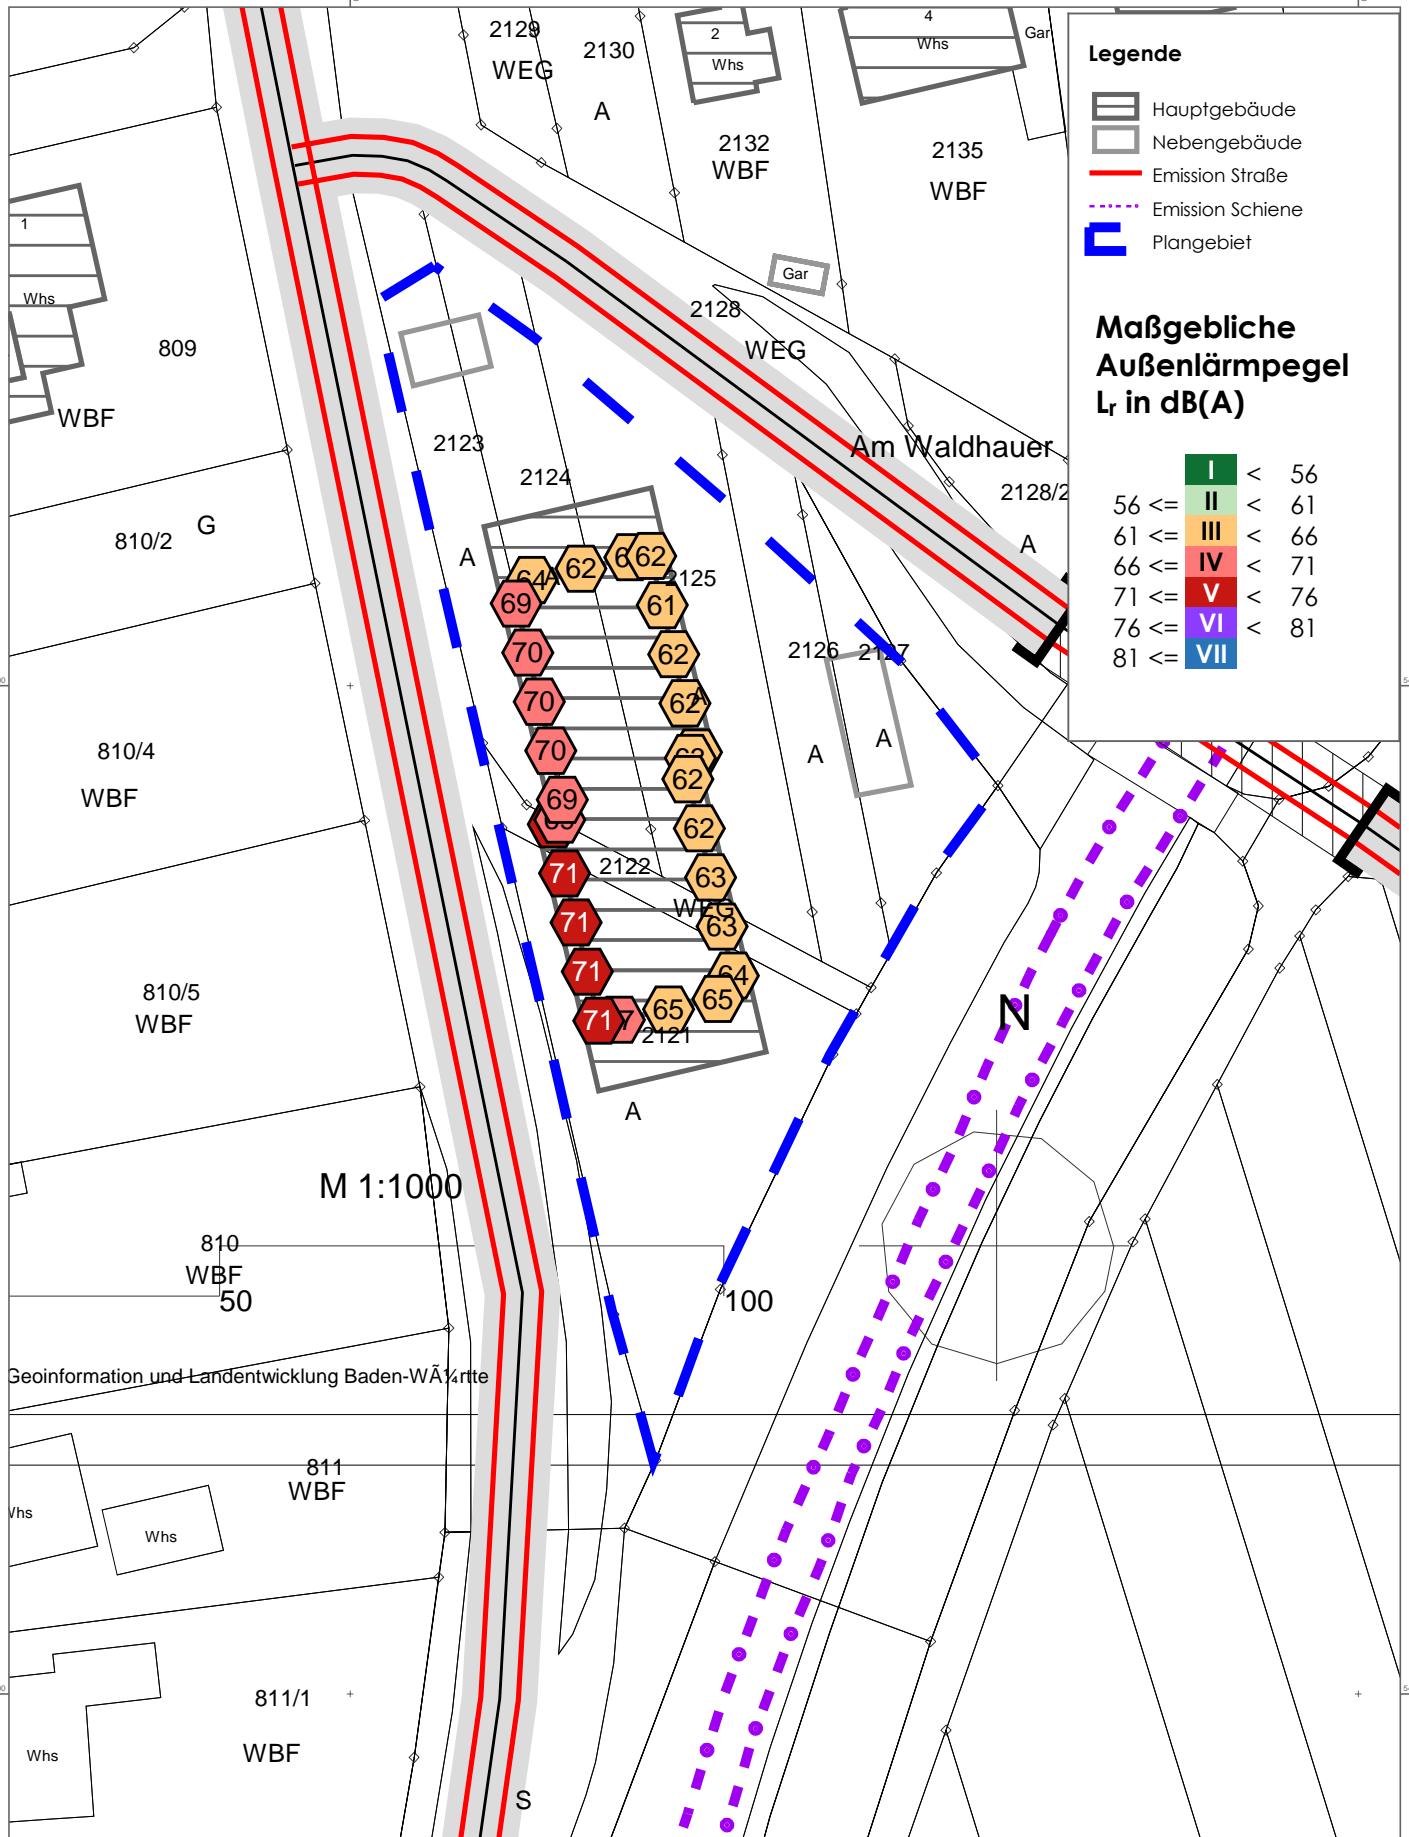 2129
WEG
2130
A
2
Whs
4
Whs
Gar
2132
WBF
2135
WBF
Legende
Hauptgebäude
Nebengebäude
Emission Straße
Emission Schiene
Plangebiet
Maßgebliche
Außenlärmpegel
Lr in dB(A)
I < 56
56 <= II < 61
61 <= III < 66
66 <= IV < 71
71 <= V < 76
76 <= VI < 81
81 <= VII
1
Whs
809
WBF
Gar
2128
WEG
Am Waldhauer
2128/2
A
2123
2124
810/2
G
A
64
A
62
62
2125
69
61
70
62
2126
2127
70
62
A
70
A
A
62
810/4
WBF
69
62
71
2122
63
WEG
71
63
71
64
65
65
71
2121
810/5
WBF
N
A
M 1:1000
810
WBF
50
100
Geoinformation und Landentwicklung Baden-WÃ¼rtte
811
WBF
Whs
Whs
811/1
WBF
Whs
S